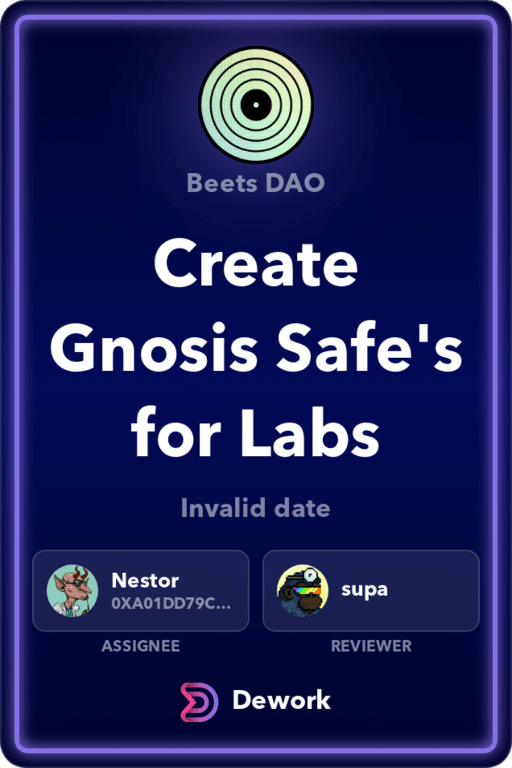 Beets DAO
Create
Gnosis Safe's
for Labs
Invalid date
Nestor
0XA01DD79C...
supa
ASSIGNEE
REVIEWER
Dework